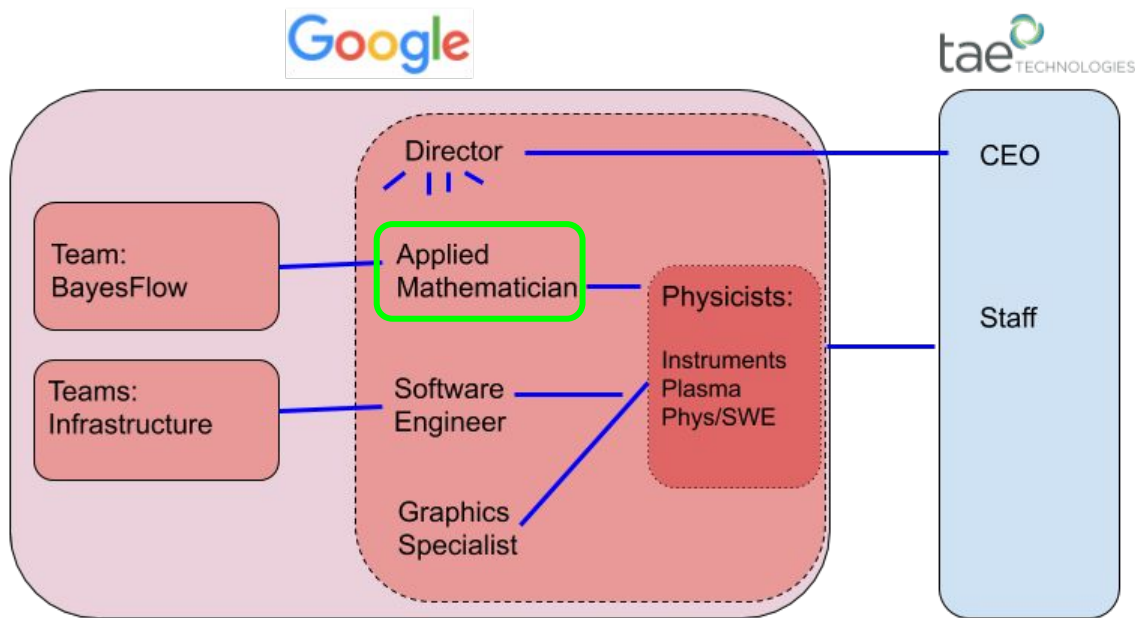 Google
tae
TECHNOLOGIES
Director
CEO
Team:
BayesFlow
Applied
Mathematician
Physicists:
Instruments
Plasma
Phys/SWE
Staff
Teams:
Infrastructure
Software
Engineer
Graphics
Specialist